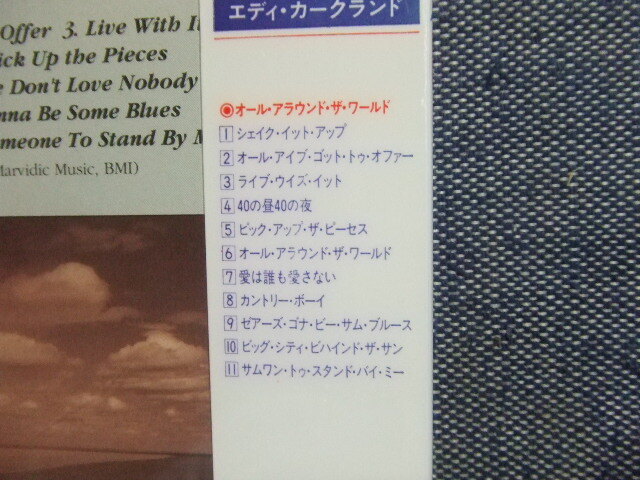 Offer 3. Live With It
ick Up the Pieces
e Don't Love Nobody
nna Be Some Blues
meone To Stand By M
Marvidic Music, BMI)
エディ・カークランド
◉オール・アラウンド・ザ・ワールド
1 シェイク・イット・アップ
2 オール・アイブ・ゴット・トゥ・オファー
3 ライブ・ウィズ・イット
4 40の昼40の夜
5 ピック・アップ・ザ・ピーセス
6 オール・アラウンド・ザ・ワールド
7 愛は誰も愛さない
8 カントリー・ボーイ
9 ゼアーズ・ゴナ・ビー・サム・ブルース
10 ビッグ・シティ・ビハインド・ザ・サン
11 サムワン・トゥ・スタンド・バイ・ミー